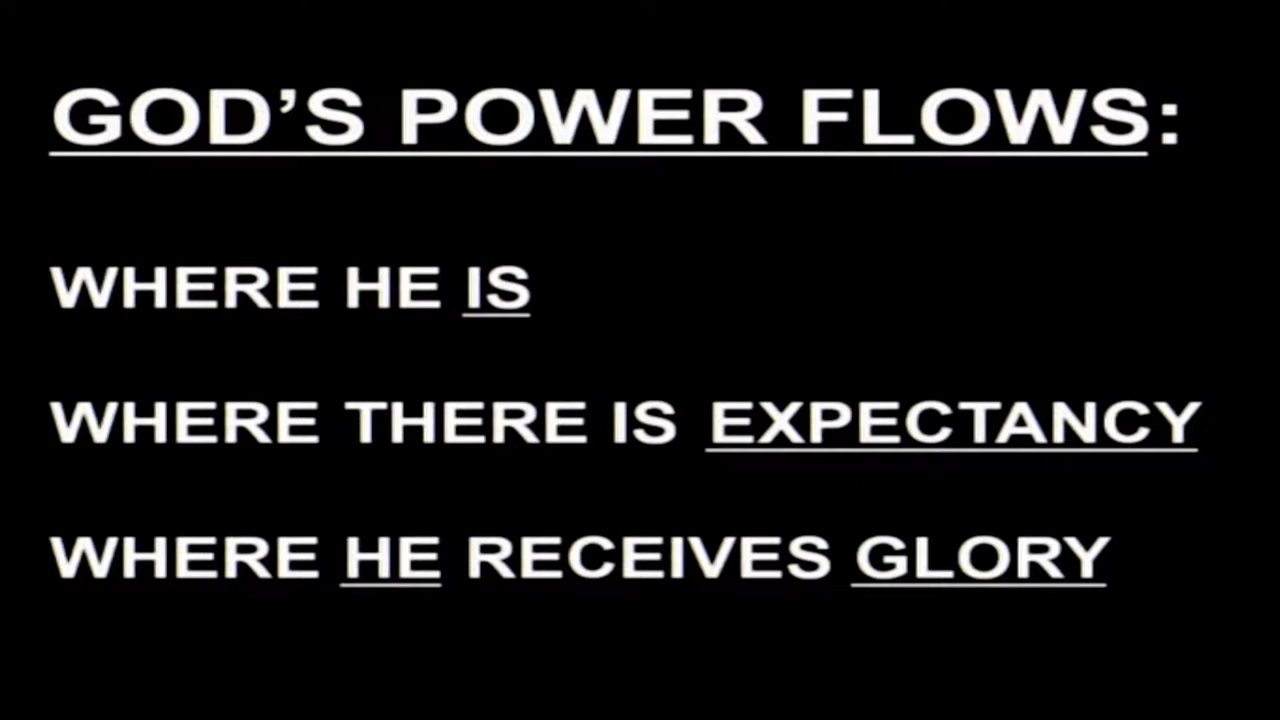 GOD’S POWER FLOWS:
WHERE HE IS
WHERE THERE IS EXPECTANCY
WHERE HE RECEIVES GLORY